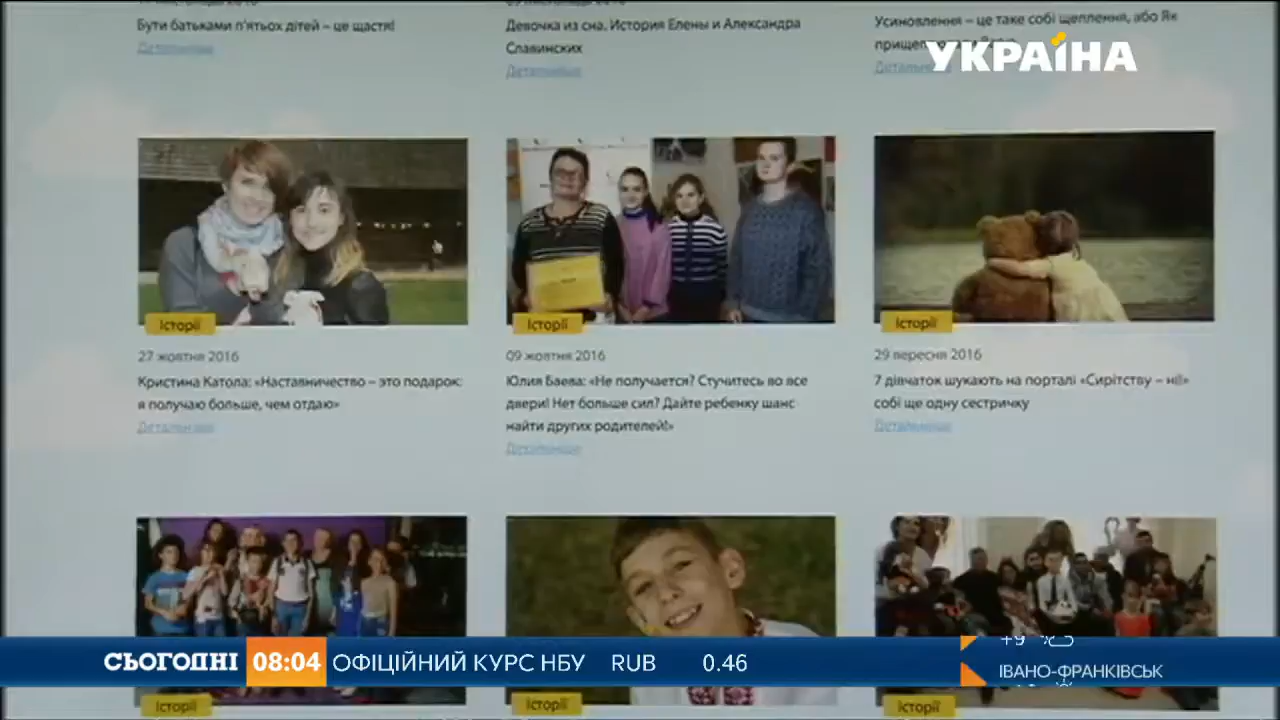 Бути батьками п'ятьох дітей – це щастя!
Детальніше
Девочка из сна. История Елены и Александра
Славинских
Детальніше
Усиновлення – це таке собі щеплення, або Як
УКРАЇНА
Історії
27 жовтня 2016
Кристина Катола: «Наставничество – это подарок:
я получаю больше, чем отдаю»
Детальніше
Історії
09 жовтня 2016
Юлия Баева: «Не получается? Стучитесь во все
двери! Нет больше сил? Дайте ребенку шанс
найти других родителей!»
Детальніше
Історії
29 вересня 2016
7 дівчаток шукають на порталі «Сирітству – ні!»
собі ще одну сестричку
Детальніше
СЬОГОДНІ 08:04 ОФІЦІЙНИЙ КУРС НБУ RUB 0.46
+9
ІВАНО-ФРАНКІВСЬК
Історії
Історії
Історії